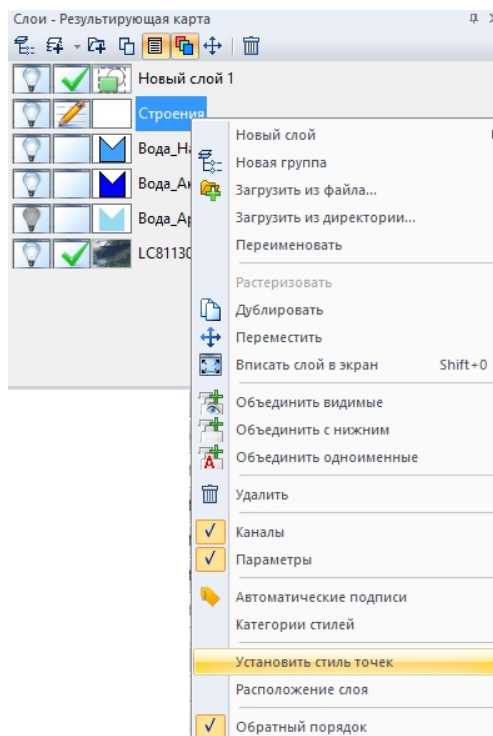 Слои - Результирующая карта
Новый слой 1
Строения
Вода_На
Вода_Ак
Вода_Ар
LC81130
Новый слой
Новая группа
Загрузить из файла...
Загрузить из директории...
Переименовать
Растеризовать
Дублировать
Переместить
Вписать слой в экран Shift+0
Объединить видимые
Объединить с нижним
Объединить одноименные
Удалить
Каналы
Параметры
Автоматические подписи
Категории стилей
Установить стиль точек
Расположение слоя
Обратный порядок